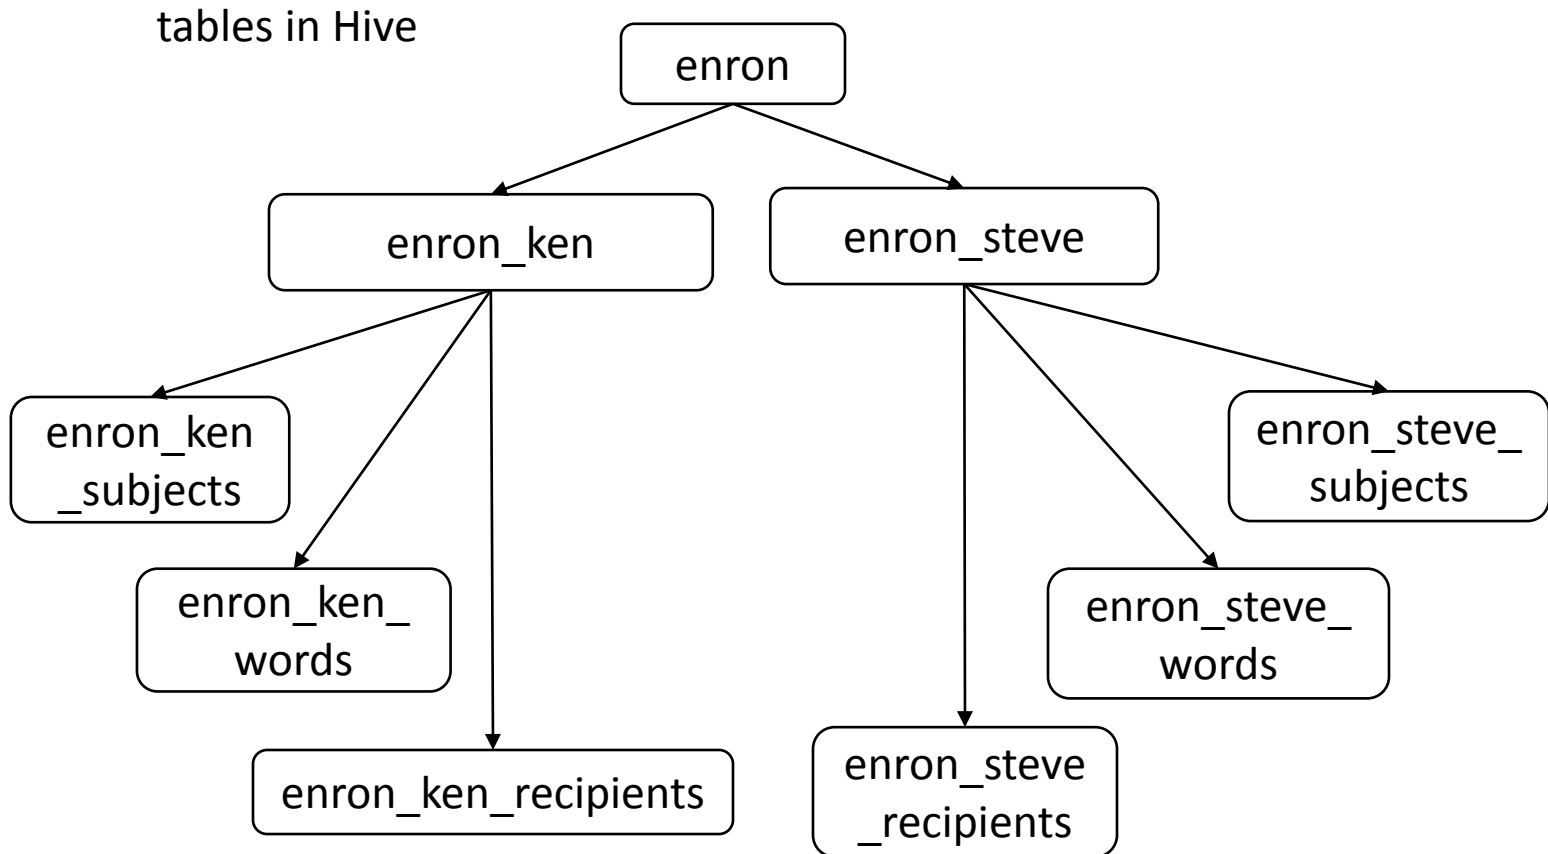 tables in Hive
enron
enron_ken
enron_steve
enron_ken
_subjects
enron_steve_
subjects
enron_ken_
words
enron_steve_
words
enron_ken_recipients
enron_steve
_recipients